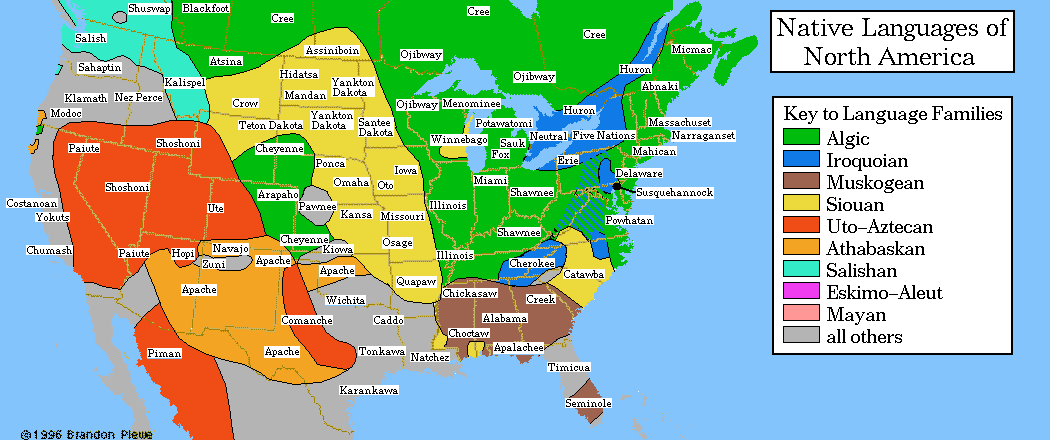 Native Languages of
North America
Key to Language Families
Algic
Iroquoian
Muskogean
Siouan
Uto-Aztecan
Athabaskan
Salishan
Eskimo-Aleut
Mayan
all others
Shuswap
Blackfoot
Cree
Cree
Cree
Salish
Assiniboin
Micmac
Atsina
Ojibway
Sahaptin
Huron
Hidatsa
Ojibway
Kalispel
Yankton
Dakota
Abnaki
Klamath
Nez Perce
Mandan
Crow
Ojibway
Menominee
Huron
Modoc
Yankton
Dakota
Santee
Dakota
Teton Dakota
Potawatomi
Massachuset
Neutral
Five Nations
Narraganset
Winnebago
Sauk
Fox
Shoshoni
Paiute
Cheyenne
Mahican
Erie
Ponca
Iowa
Delaware
Miami
Omaha
Oto
Shoshoni
Shawnee
Susquehannock
Arapaho
Costanoan
Pawnee
Illinois
Ute
Yokuts
Kansa
Missouri
Powhatan
Shawnee
Cheyenne
Osage
Chumash
Navajo
Kiowa
Paiute
Hopi
Illinois
Zuni
Apache
Cherokee
Apache
Catawba
Quapaw
Apache
Chickasaw
Wichita
Creek
Comanche
Caddo
Alabama
Choctaw
Apalachee
Piman
Apache
Tonkawa
Natchez
Timucua
Karankawa
Seminole
©1996 Brandon Plewe